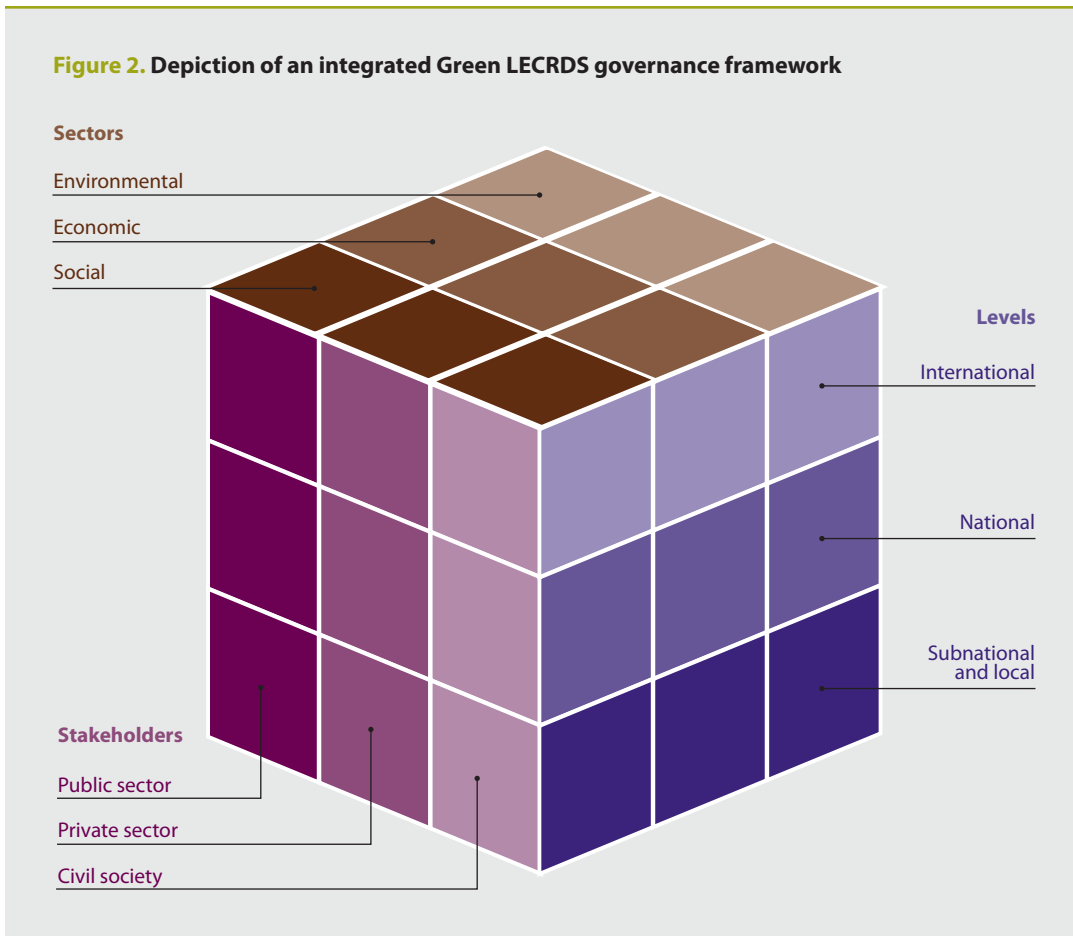 Figure 2. Depiction of an integrated Green LECRDS governance framework
Sectors
Environmental
Economic
Social
Levels
International
National
Subnational
and local
Stakeholders
Public sector
Private sector
Civil society